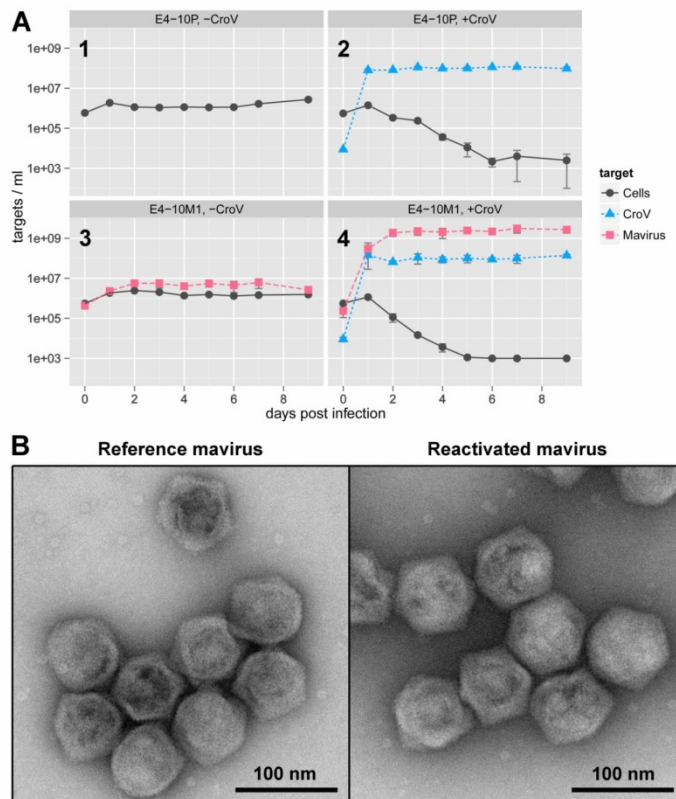 A
E4−10P, −CroV
E4−10P, +CroV
1
2
1e+09
1e+07
1e+05
1e+03
E4−10M1, −CroV
E4−10M1, +CroV
3
4
1e+09
1e+07
1e+05
1e+03
targets / ml
0 2 4 6 8
0 2 4 6 8
days post infection
target
Cells
CroV
Mavirus
B
Reference mavirus
Reactivated mavirus
100 nm
100 nm